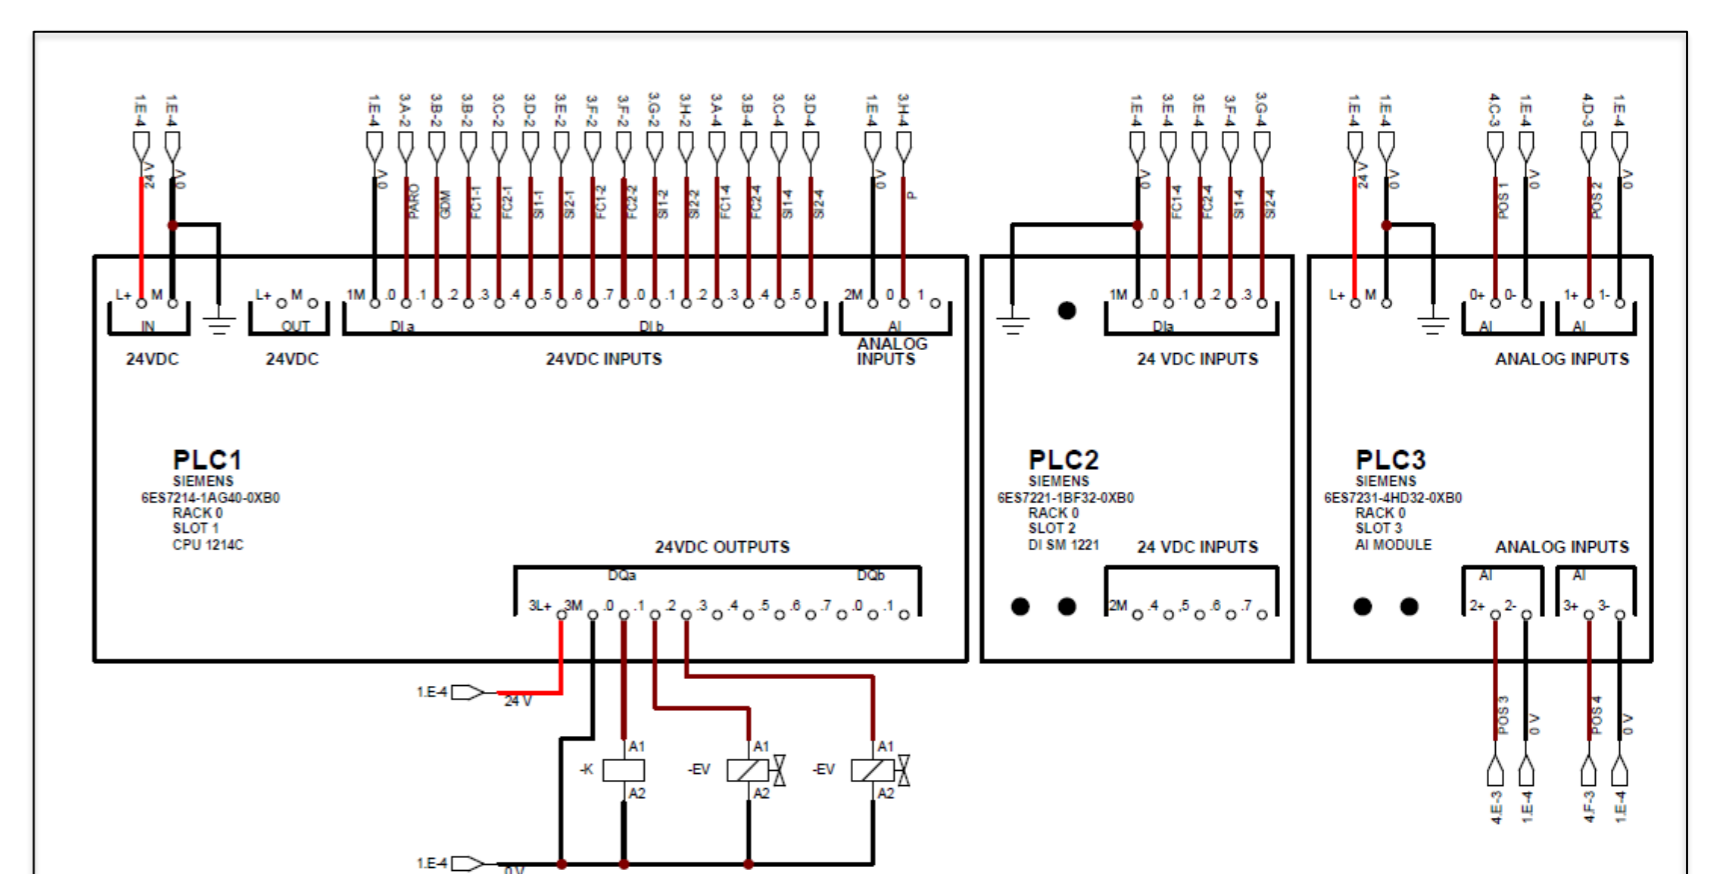 1.E-4 1.E-4 1.E-4 3.A-2 3.B-2 3.B-2 3.C-2 3.D-2 3.E-2 3.F-2 3.F-2 3.G-2 3.H-2 3.A-4 3.B-4 3.C-4 3.D-4 1.E-4 3.H-4 1.E-4 3.E-4 3.E-4 3.F-4 3.G-4 1.E-4 1.E-4 4.C-3 1.E-4 4.D-3 1.E-4
24 V 0 V 0 V PARO GDM FC1-1 FC2-1 SI1-1 SI2-1 FC1-2 FC2-2 SI1-2 SI2-2 FC1-4 FC2-4 SI1-4 SI2-4 0 V P 0 V FC1-4 FC2-4 SI1-4 SI2-4 24 V 0 V POS 1 0 V POS 2 0 V
L+ M L+ M 1M .0 .1 .2 .3 .4 .5 .6 .7 .0 .1 .2 .3 .4 .5 2M 0 1 1M .0 .1 .2 .3 L+ M 0+ 0- 1+ 1-
IN OUT DI a DI b AI DIa AI AI
24VDC 24VDC 24VDC INPUTS ANALOG INPUTS 24 VDC INPUTS ANALOG INPUTS
PLC1
SIEMENS
6ES7214-1AG40-0XB0
RACK 0
SLOT 1
CPU 1214C
PLC2
SIEMENS
6ES7221-1BF32-0XB0
RACK 0
SLOT 2
DI SM 1221
PLC3
SIEMENS
6ES7231-4HD32-0XB0
RACK 0
SLOT 3
AI MODULE
24VDC OUTPUTS 24 VDC INPUTS ANALOG INPUTS
DQa DQb AI AI
3L+ 3M .0 .1 .2 .3 .4 .5 .6 .7 .0 .1 2M .4 ,5 .6 .7 2+ 2- 3+ 3-
1.E-4 24 V POS 3 0 V POS 4 0 V
A1 A1 A1
-K -EV -EV
A2 A2 A2
4.E-3 1.E-4 4.F-3 1.E-4
1.E-4 0 V